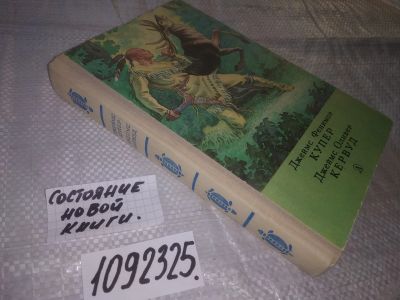 Джеймс Фенимор
КУПЕР
Джеймс Оливер
КЕРВУД
СОСТОЯНИЕ
НОВОЙ
КНИГИ.
1092325.